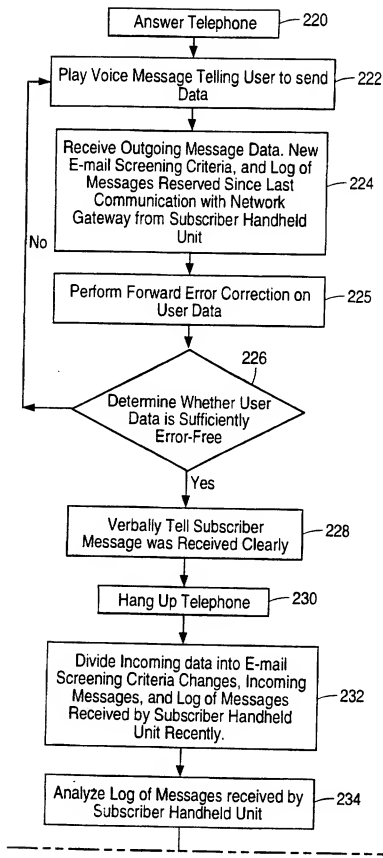 Answer Telephone
220
Play Voice Message Telling User to send
Data
222
Receive Outgoing Message Data. New
E-mail Screening Criteria, and Log of
Messages Reserved Since Last
Communication with Network
Gateway from Subscriber Handheld
Unit
224
No
Perform Forward Error Correction on
User Data
225
226
Determine Whether User
Data is Sufficiently
Error-Free
Yes
Verbally Tell Subscriber
Message was Received Clearly
228
Hang Up Telephone
230
Divide Incoming data into E-mail
Screening Criteria Changes, Incoming
Messages, and Log of Messages
Received by Subscriber Handheld
Unit Recently.
232
Analyze Log of Messages received by
Subscriber Handheld Unit
234